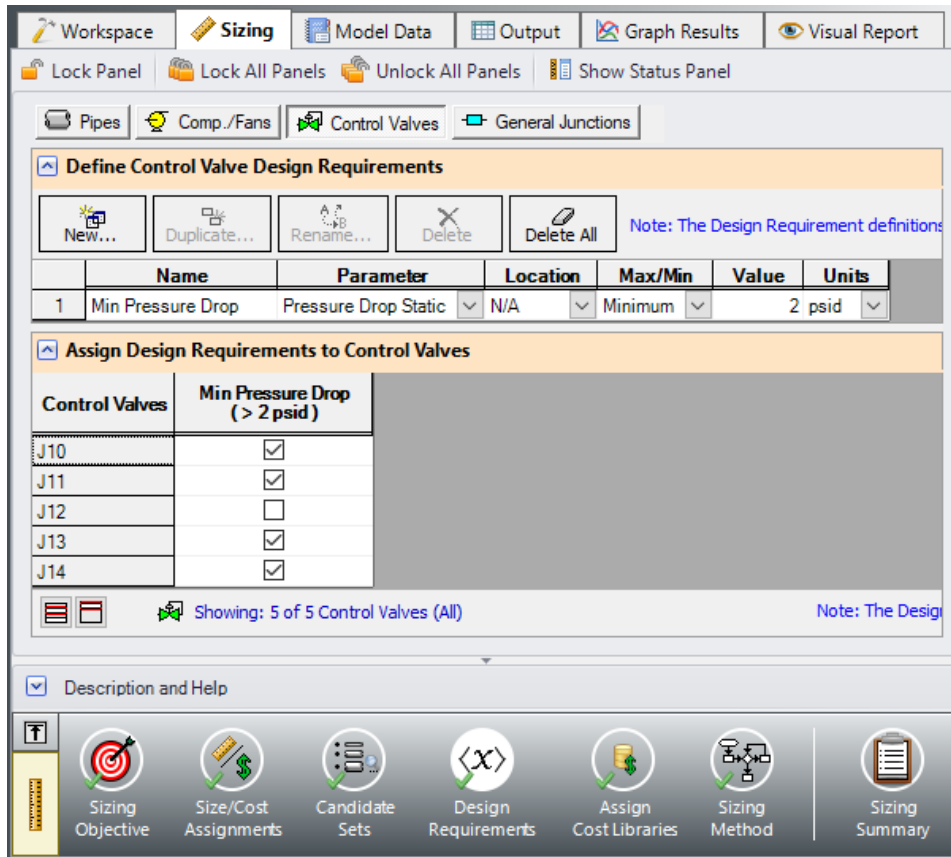 Workspace Sizing Model Data Output Graph Results Visual Report
Lock Panel Lock All Panels Unlock All Panels Show Status Panel
Pipes Comp./Fans Control Valves General Junctions
Define Control Valve Design Requirements
New... Duplicate... Rename... Delete Delete All Note: The Design Requirement definitions
Name Parameter Location Max/Min Value Units
1 Min Pressure Drop Pressure Drop Static N/A Minimum 2 psid
Assign Design Requirements to Control Valves
Control Valves Min Pressure Drop
( > 2 psid )
J10
J11
J12
J13
J14
Showing: 5 of 5 Control Valves (All) Note: The Desig
Description and Help
Sizing Size/Cost Candidate Design Assign Sizing Sizing
Objective Assignments Sets Requirements Cost Libraries Method Summary